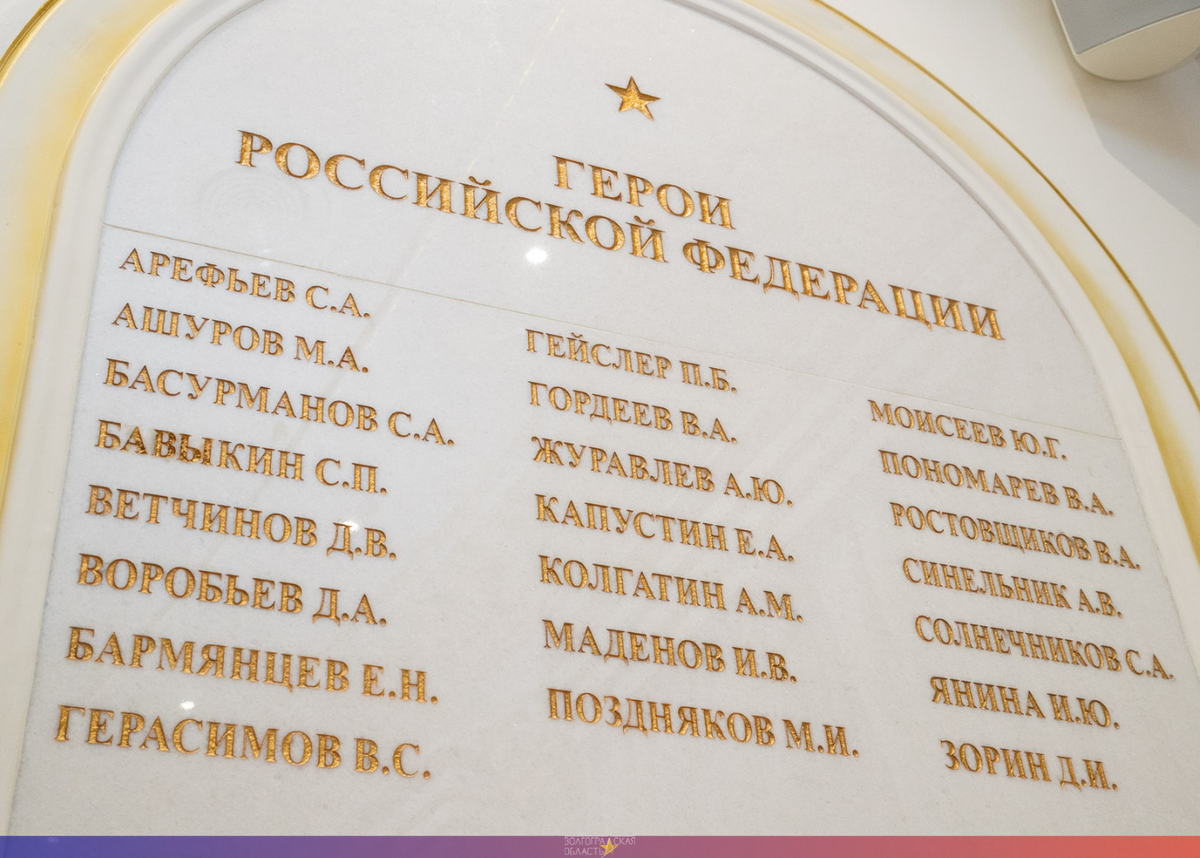 ГЕРОИ
РОССИЙСКОЙ ФЕДЕРАЦИИ
АРЕФЬЕВ С.А.
АШУРОВ М.А.
БАСУРМАНОВ С.А.
БАВЫКИН С.П.
ВЕТЧИНОВ Д.В.
ВОРОБЬЕВ Д.А.
БАРМЯНЦЕВ Е.Н.
ГЕРАСИМОВ В.С.
ГЕЙСЛЕР П.Б.
ГОРДЕЕВ В.А.
ЖУРАВЛЕВ А.Ю.
КАПУСТИН Е.А.
КОЛГАТИН А.М.
МАДЕНОВ И.В.
ПОЗДНЯКОВ М.И.
МОИСЕЕВ Ю.Г.
ПОНОМАРЕВ В.А.
РОСТОВЩИКОВ В.А.
СИНЕЛЬНИК А.В.
СОЛНЕЧНИКОВ С.А.
ЯНИНА И.Ю.
ЗОРИН Д.И.
ВОЛГОГРАДСКАЯ
ОБЛАСТЬ